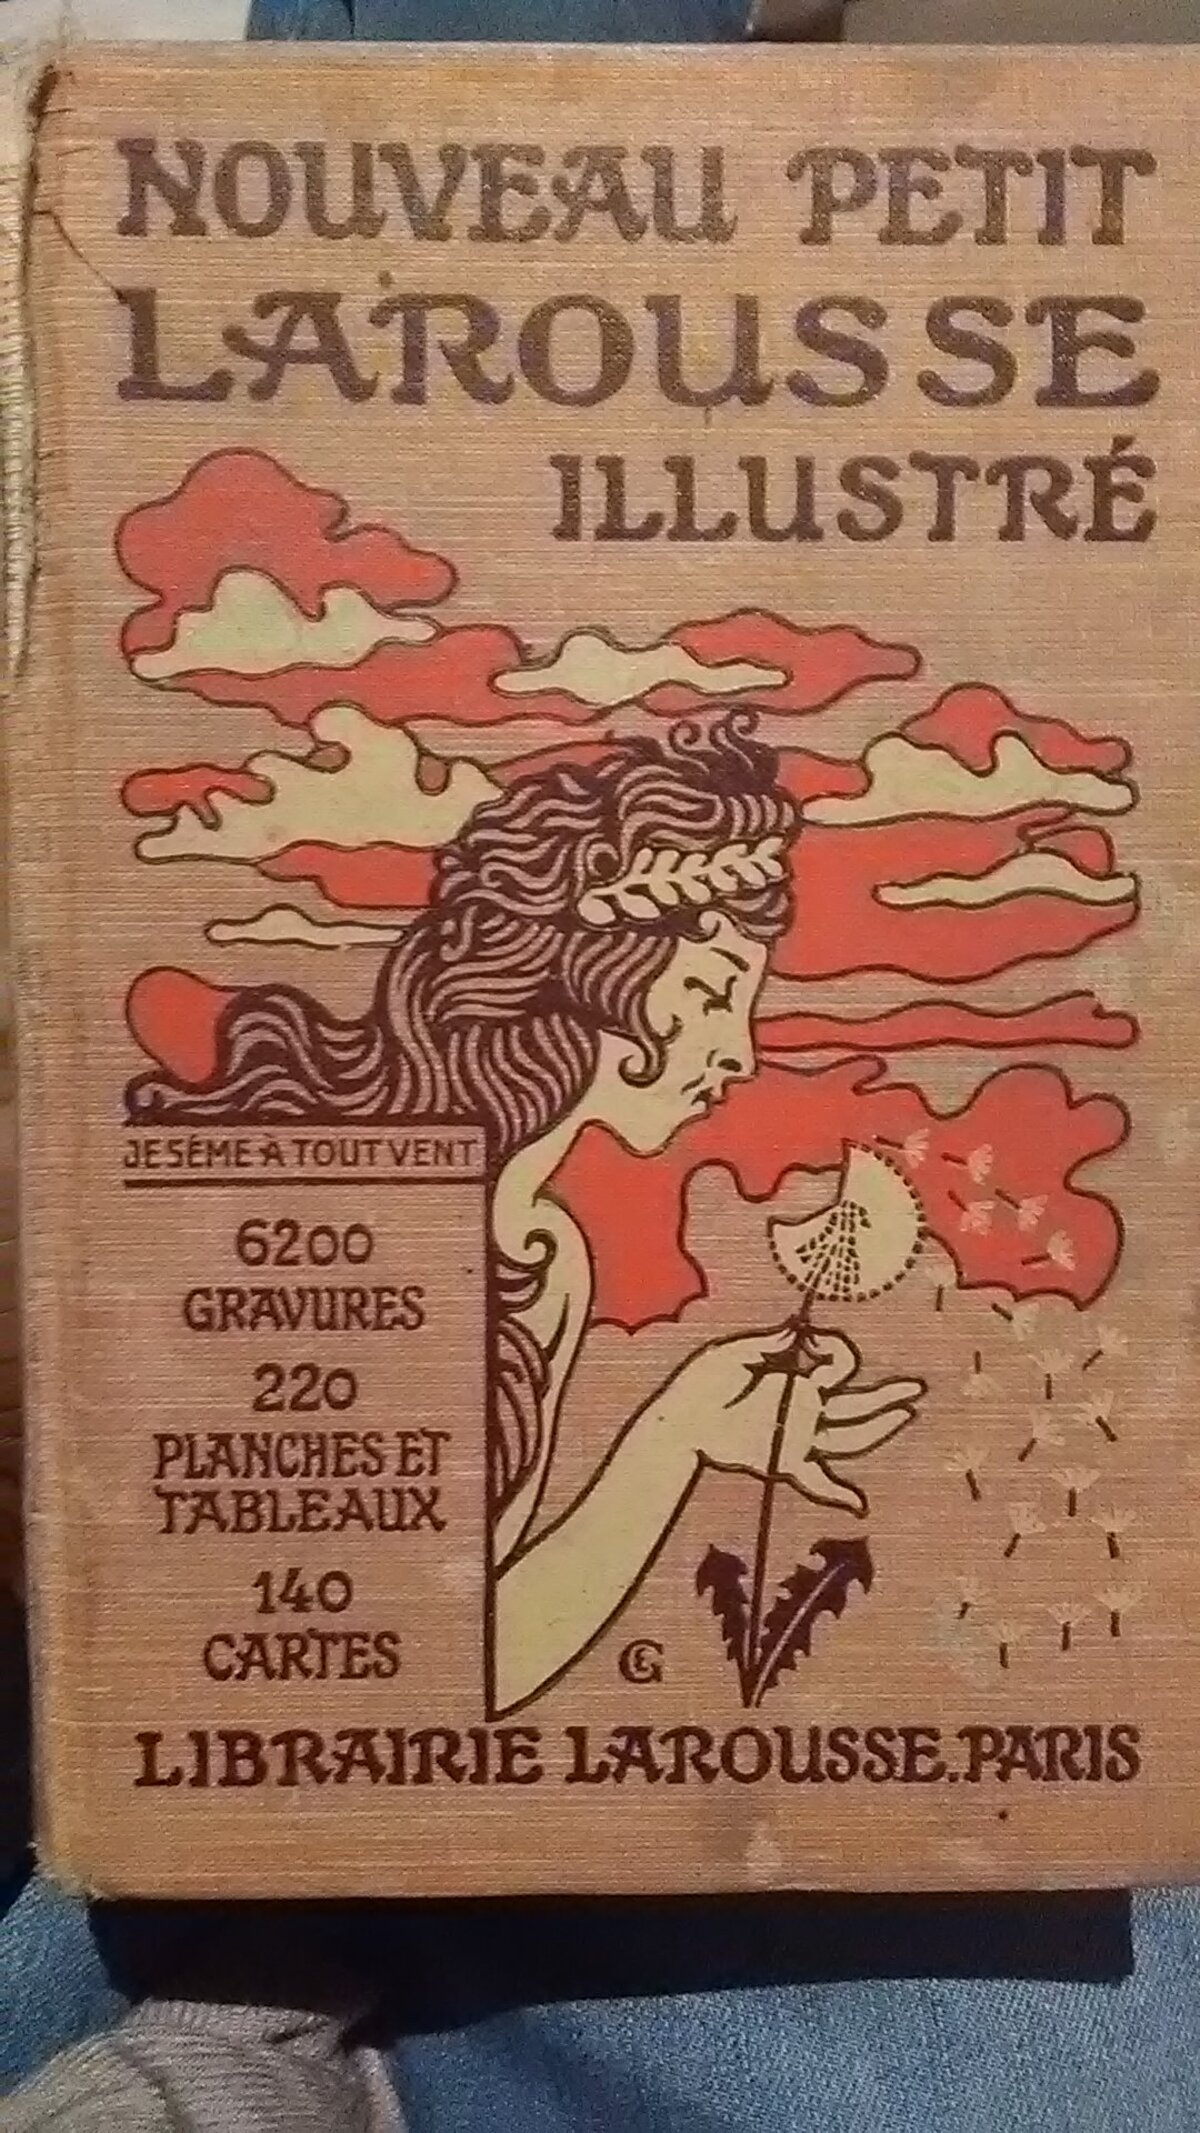 NOUVEAU PETIT
LAROUSSE
ILLUSTRÉ
JE SÈME À TOUT VENT
6200
GRAVURES
220
PLANCHES ET
TABLEAUX
140
CARTES
LIBRAIRIE LAROUSSE.PARIS